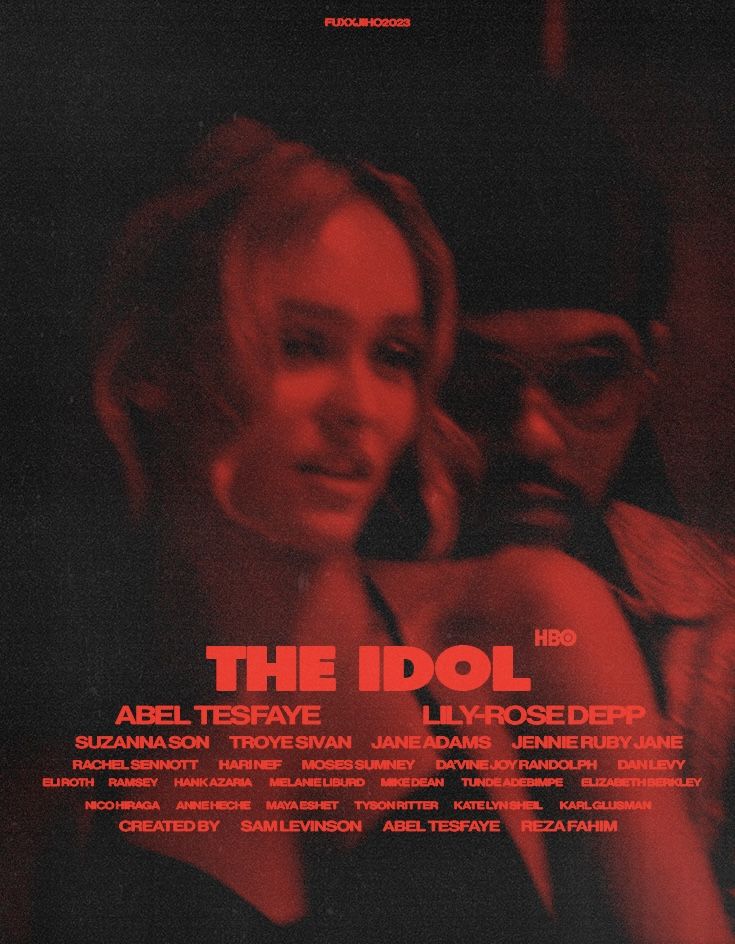 FUXXJIHO2023
HBO
THE IDOL
ABEL TESFAYE LILY-ROSE DEPP
SUZANNA SON TROYE SIVAN JANE ADAMS JENNIE RUBY JANE
RACHEL SENNOTT HARI NEF MOSES SUMNEY DA'VINE JOY RANDOLPH DAN LEVY
ELI ROTH RAMSEY HANK AZARIA MELANIE LIBURD MIKE DEAN TUNDE ADEBIMPE ELIZABETH BERKLEY
NICO HIRAGA ANNE HECHE MAYA ESHET TYSON RITTER KATE LYN SHEIL KARL GLUSMAN
CREATED BY SAM LEVINSON ABEL TESFAYE REZA FAHIM